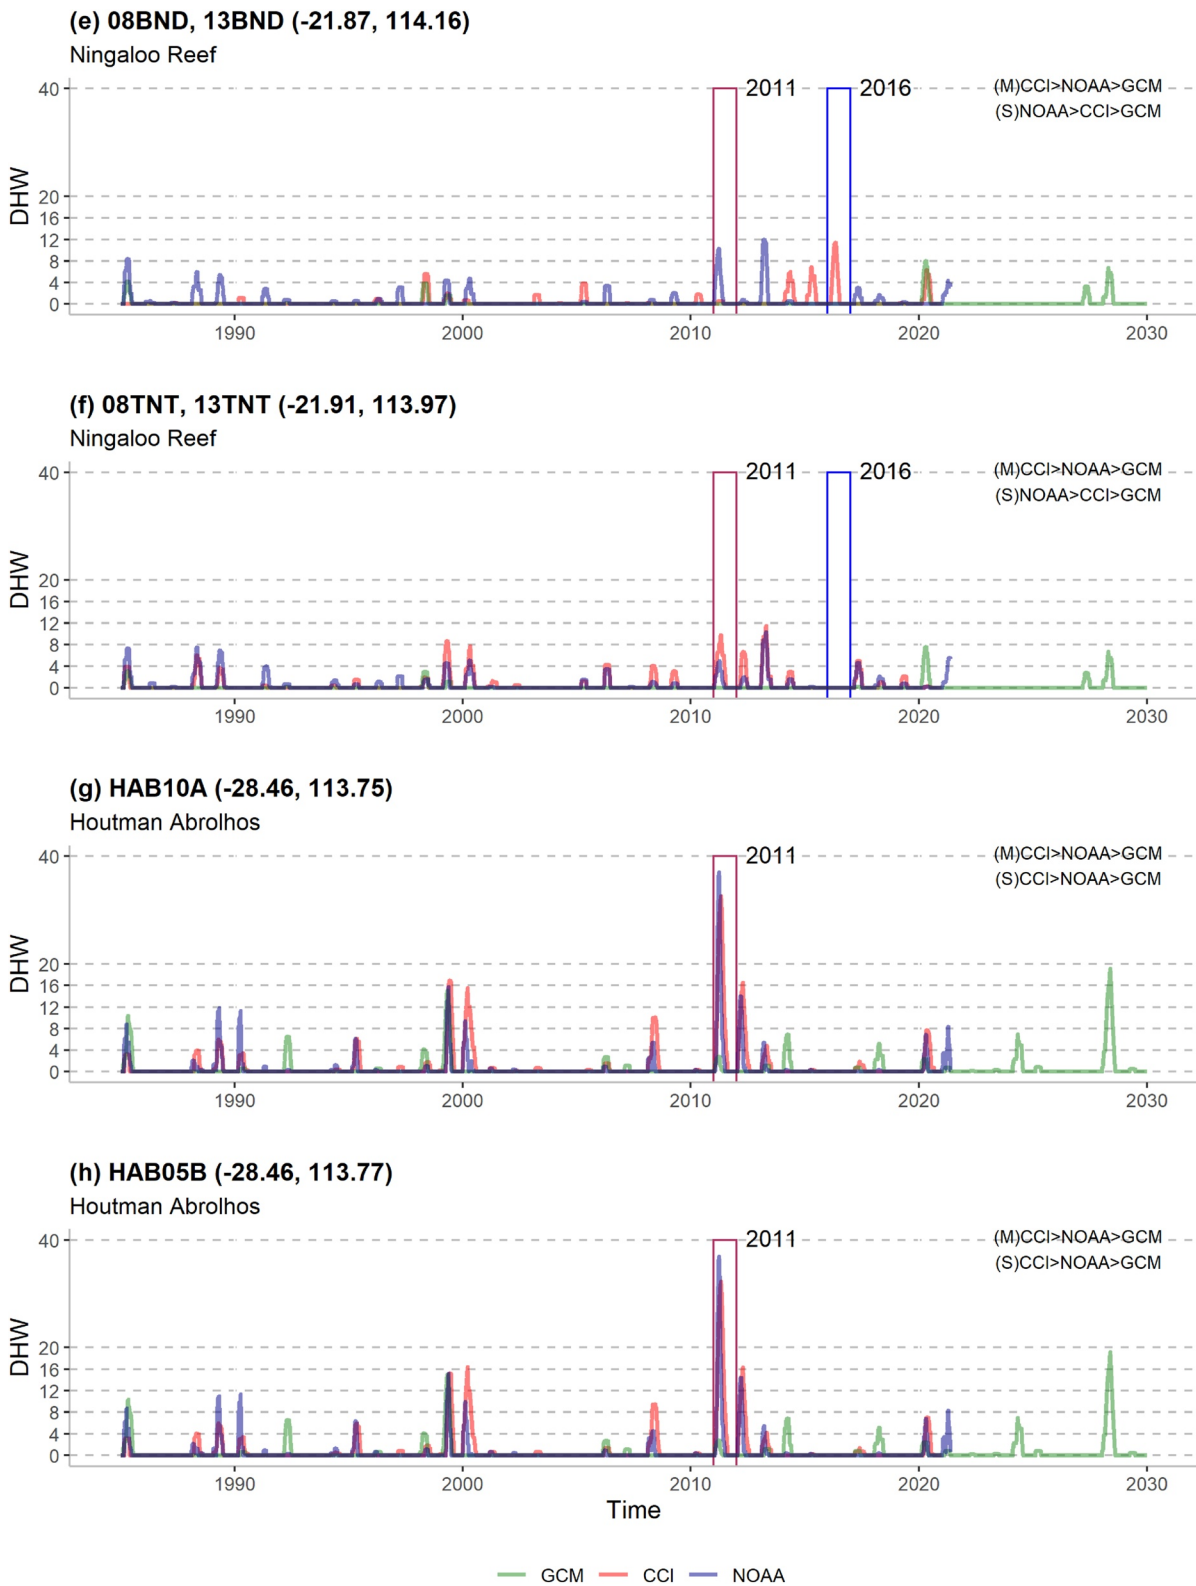 (e) 08BND, 13BND (-21.87, 114.16)
Ningaloo Reef
40
2011
2016
(M)CCI>NOAA>GCM
(S)NOAA>CCI>GCM
DHW
20
16
12
8
4
0
1990
2000
2010
2020
2030
(f) 08TNT, 13TNT (-21.91, 113.97)
Ningaloo Reef
40
2011
2016
(M)CCI>NOAA>GCM
(S)NOAA>CCI>GCM
DHW
20
16
12
8
4
0
1990
2000
2010
2020
2030
(g) HAB10A (-28.46, 113.75)
Houtman Abrolhos
40
2011
(M)CCI>NOAA>GCM
(S)CCI>NOAA>GCM
DHW
20
16
12
8
4
0
1990
2000
2010
2020
2030
(h) HAB05B (-28.46, 113.77)
Houtman Abrolhos
40
2011
(M)CCI>NOAA>GCM
(S)CCI>NOAA>GCM
DHW
20
16
12
8
4
0
1990
2000
2010
2020
2030
Time
GCM
CCI
NOAA